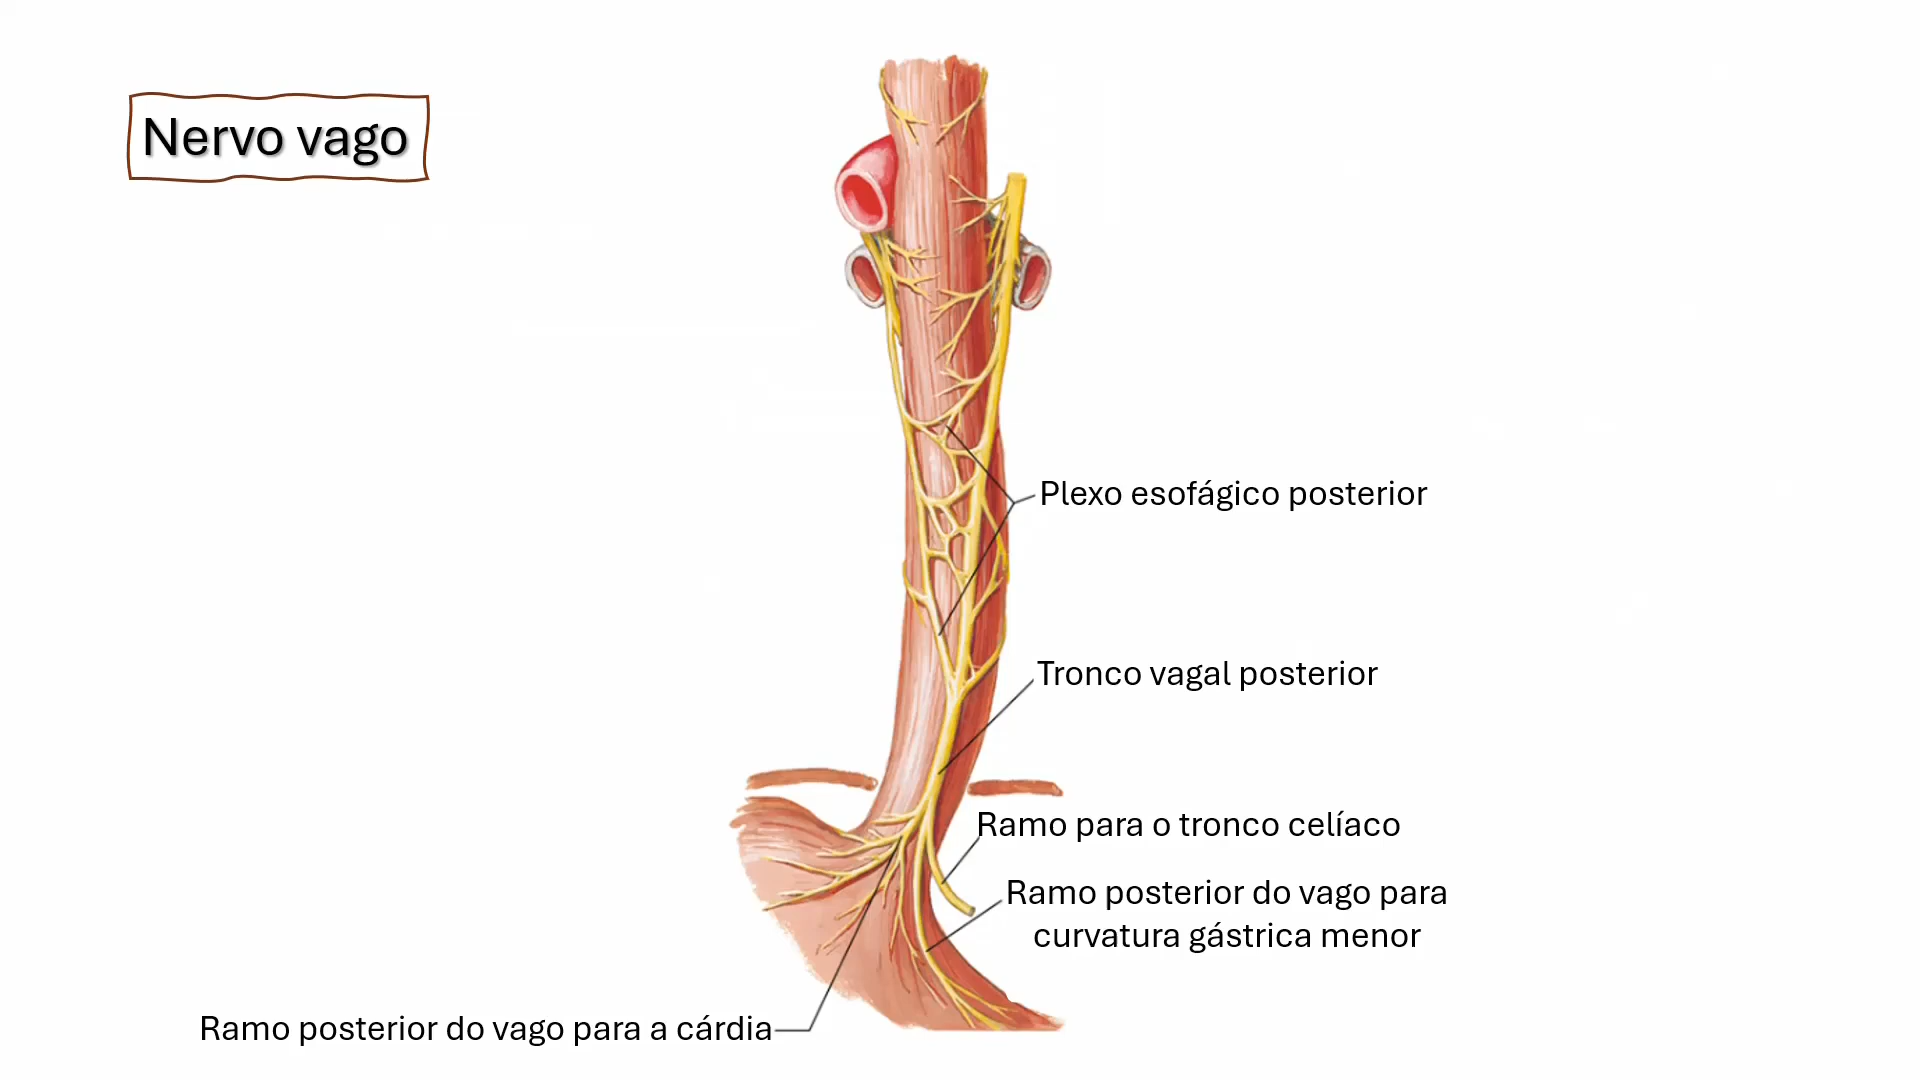 Nervo vago
Plexo esofágico posterior
Tronco vagal posterior
Ramo para o tronco celíaco
Ramo posterior do vago para
curvatura gástrica menor
Ramo posterior do vago para a cárdia